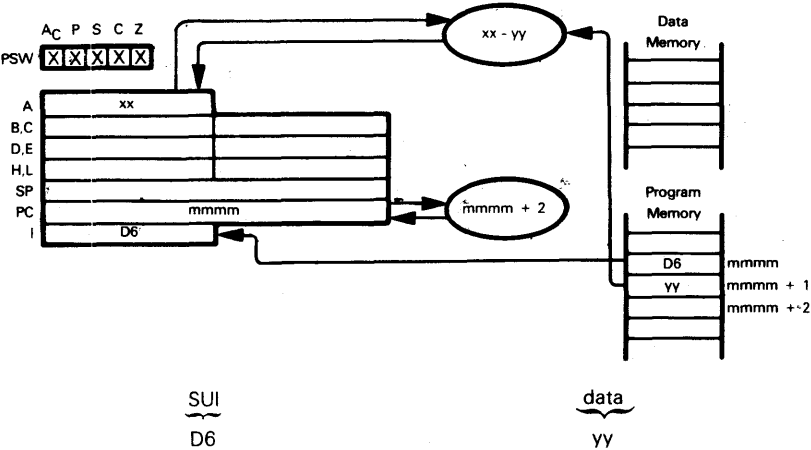 AC P S C Z
PSW X X X X X
xx - yy
Data
Memory
A xx
B,C
D,E
H,L
SP
PC mmmm
mmmm + 2
I D6
Program
Memory
D6 mmmm
yy mmmm + 1
mmmm + 2
SUI data
D6 yy